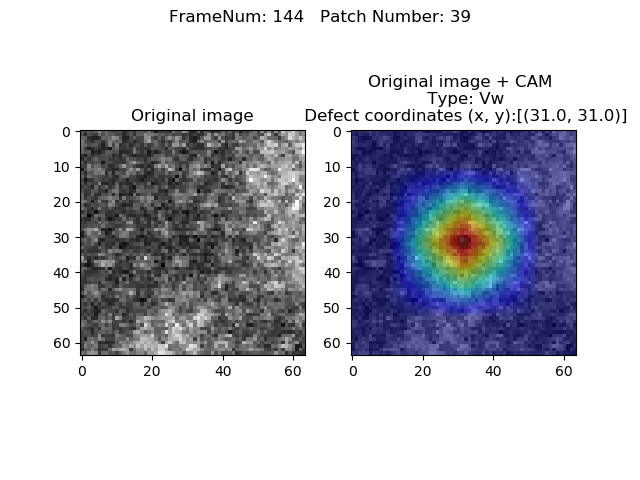 FrameNum: 144   Patch Number: 39
Original image
0
10
20
30
40
50
60
0 20 40 60
Original image + CAM
Type: Vw
Defect coordinates (x, y):[(31.0, 31.0)]
0
10
20
30
40
50
60
0 20 40 60